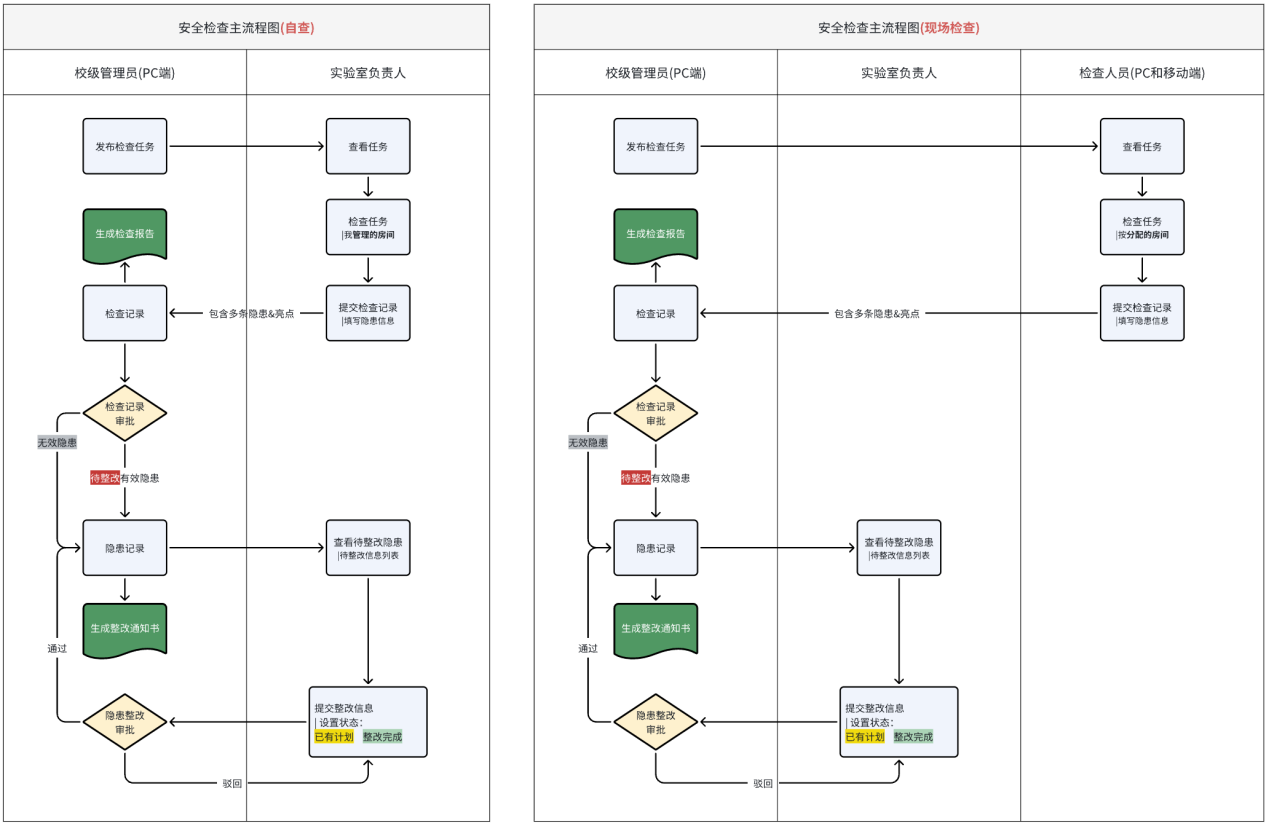 安全检查主流程图(自查)
校级管理员(PC端)
实验室负责人
发布检查任务
查看任务
检查任务
|我管理的房间
生成检查报告
检查记录
包含多条隐患&亮点
提交检查记录
|填写隐患信息
检查记录
审批
无效隐患
待整改有效隐患
隐患记录
查看待整改隐患
|待整改信息列表
生成整改通知书
通过
隐患整改
审批
提交整改信息
| 设置状态：
已有计划 整改完成
驳回
安全检查主流程图(现场检查)
校级管理员(PC端)
实验室负责人
检查人员(PC和移动端)
发布检查任务
查看任务
检查任务
|按分配的房间
生成检查报告
检查记录
包含多条隐患&亮点
提交检查记录
|填写隐患信息
检查记录
审批
无效隐患
待整改有效隐患
隐患记录
查看待整改隐患
|待整改信息列表
生成整改通知书
通过
隐患整改
审批
提交整改信息
| 设置状态：
已有计划 整改完成
驳回